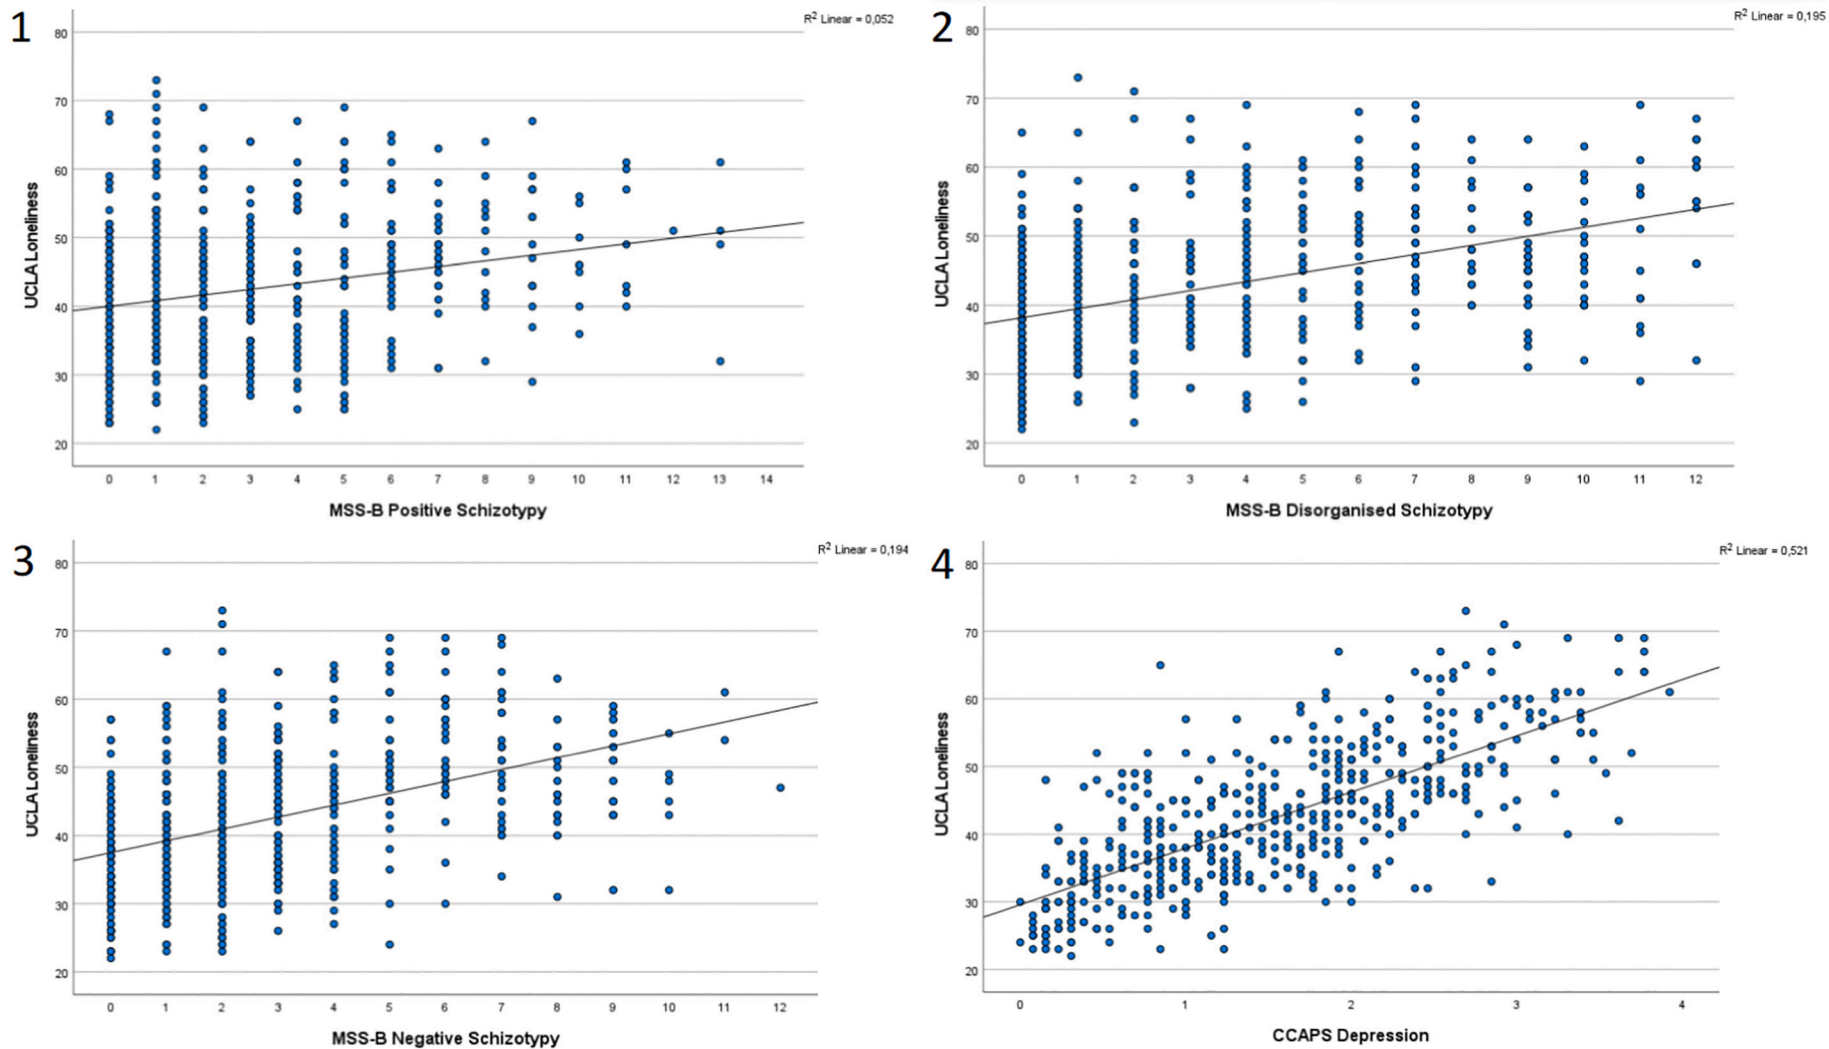 1
R² Linear = 0,052
80
70
60
50
40
30
20
UCLA Loneliness
0 1 2 3 4 5 6 7 8 9 10 11 12 13 14
MSS-B Positive Schizotypy
2
R² Linear = 0,195
80
70
60
50
40
30
20
UCLA Loneliness
0 1 2 3 4 5 6 7 8 9 10 11 12
MSS-B Disorganised Schizotypy
3
R² Linear = 0,194
80
70
60
50
40
30
20
UCLA Loneliness
0 1 2 3 4 5 6 7 8 9 10 11 12
MSS-B Negative Schizotypy
4
R² Linear = 0,521
80
70
60
50
40
30
20
UCLA Loneliness
0 1 2 3 4
CCAPS Depression